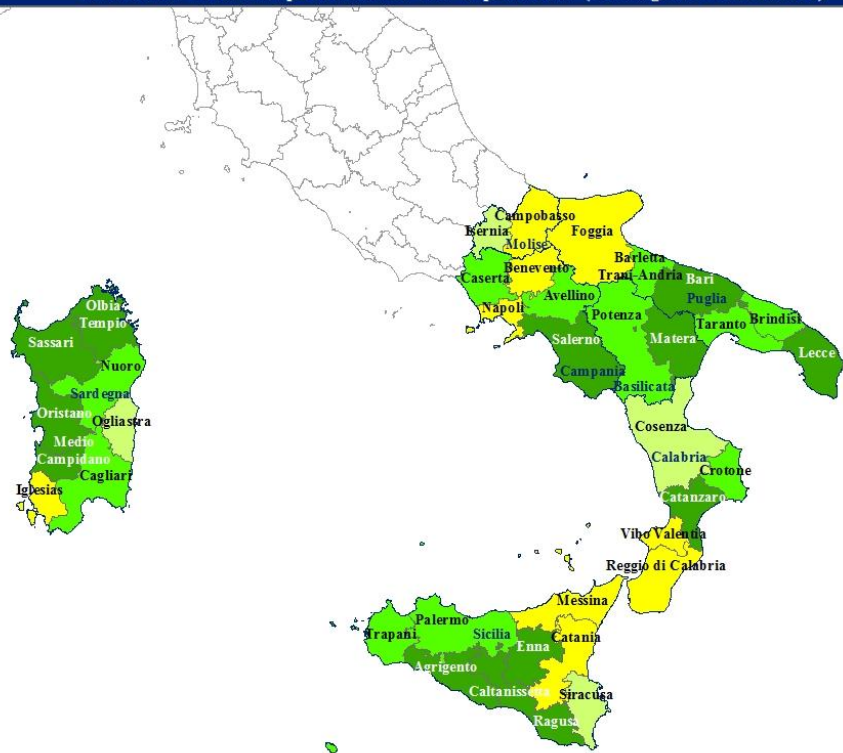 Campobasso
Isernia
Molise
Foggia
Benevento
Caserta
Barletta
Trani-Andria
Bari
Puglia
Avellino
Napoli
Potenza
Taranto
Brindisi
Salerno
Matera
Lecce
Campania
Basilicata
Cosenza
Calabria
Crotone
Catanzaro
Vibo Valentia
Reggio di Calabria
Olbia
Tempio
Sassari
Nuoro
Sardegna
Oristano
Ogliastra
Medio
Campidano
Cagliari
Iglesias
Messina
Palermo
Trapani
Sicilia
Catania
Enna
Agrigento
Caltanissetta
Siracusa
Ragusa